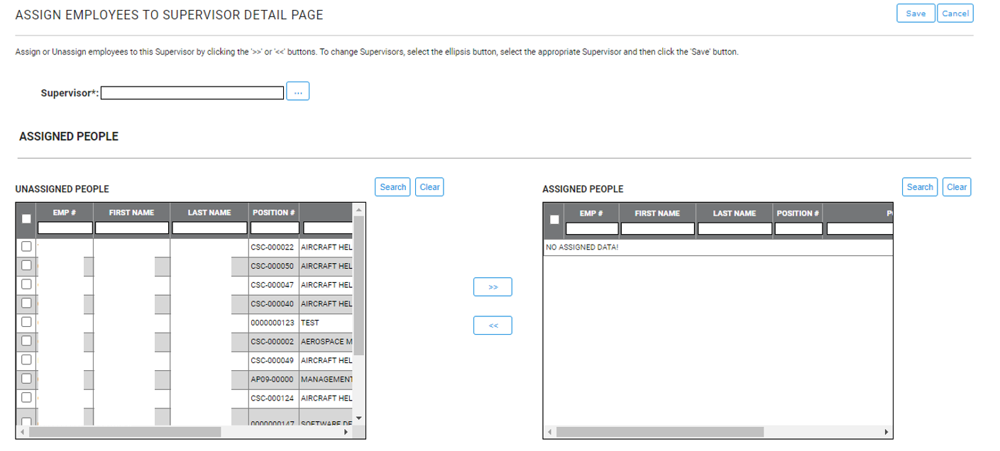 ASSIGN EMPLOYEES TO SUPERVISOR DETAIL PAGE
Save Cancel
Assign or Unassign employees to this Supervisor by clicking the '>>' or '<<' buttons. To change Supervisors, select the ellipsis button, select the appropriate Supervisor and then click the 'Save' button.
Supervisor*: ...
ASSIGNED PEOPLE
UNASSIGNED PEOPLE Search Clear
EMP # FIRST NAME LAST NAME POSITION #
CSC-000022 AIRCRAFT HEL
CSC-000050 AIRCRAFT HEL
CSC-000047 AIRCRAFT HEL
CSC-000040 AIRCRAFT HEL
0000000123 TEST
CSC-000002 AEROSPACE M
CSC-000049 AIRCRAFT HEL
AP09-00000 MANAGEMENT
CSC-000124 AIRCRAFT HEL
0000000147 SOFTWARE DE
>>
<<
ASSIGNED PEOPLE Search Clear
EMP # FIRST NAME LAST NAME POSITION #
NO ASSIGNED DATA!